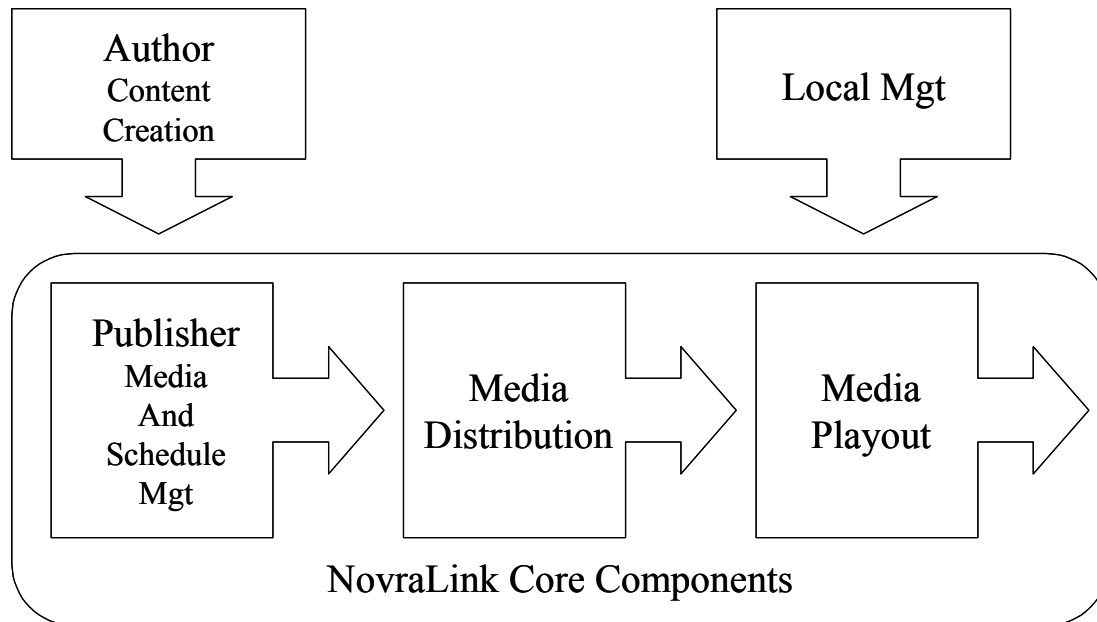 Author
Content
Creation
Local Mgt
Publisher
Media
And
Schedule
Mgt
Media
Distribution
Media
Playout
NovraLink Core Components